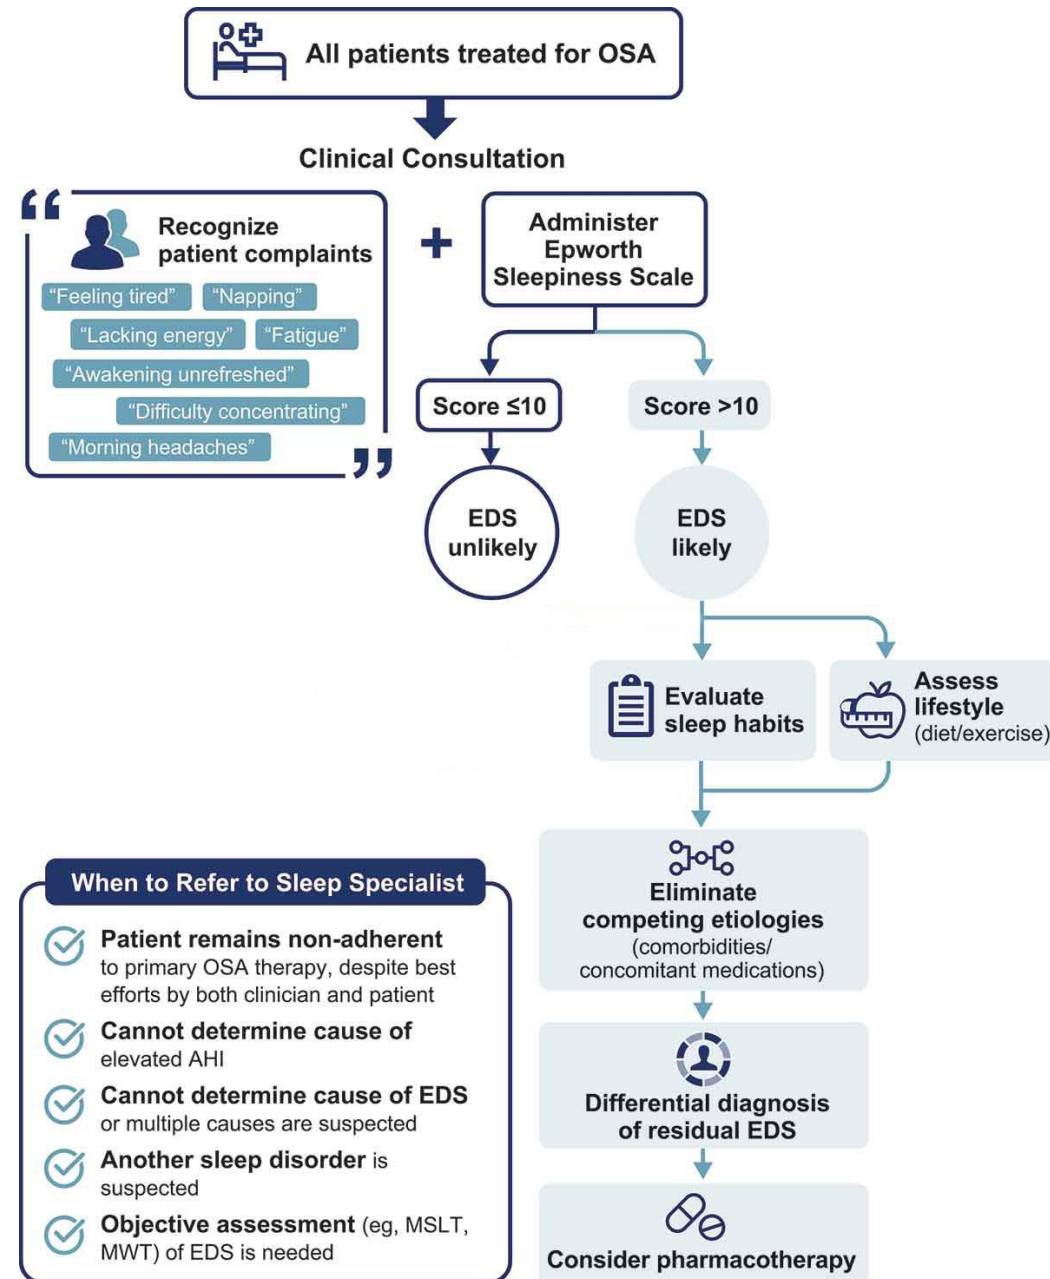 All patients treated for OSA
Clinical Consultation
“
Recognize
patient complaints
“Feeling tired”
“Napping”
“Lacking energy”
“Fatigue”
“Awakening unrefreshed”
“Difficulty concentrating”
“Morning headaches”
”
+
Administer
Epworth
Sleepiness Scale
Score ≤10
Score >10
EDS
unlikely
EDS
likely
Evaluate
sleep habits
Assess
lifestyle
(diet/exercise)
Eliminate
competing etiologies
(comorbidities/
concomitant medications)
Differential diagnosis
of residual EDS
Consider pharmacotherapy
When to Refer to Sleep Specialist
Patient remains non-adherent
to primary OSA therapy, despite best
efforts by both clinician and patient
Cannot determine cause of
elevated AHI
Cannot determine cause of EDS
or multiple causes are suspected
Another sleep disorder is
suspected
Objective assessment (eg, MSLT,
MWT) of EDS is needed